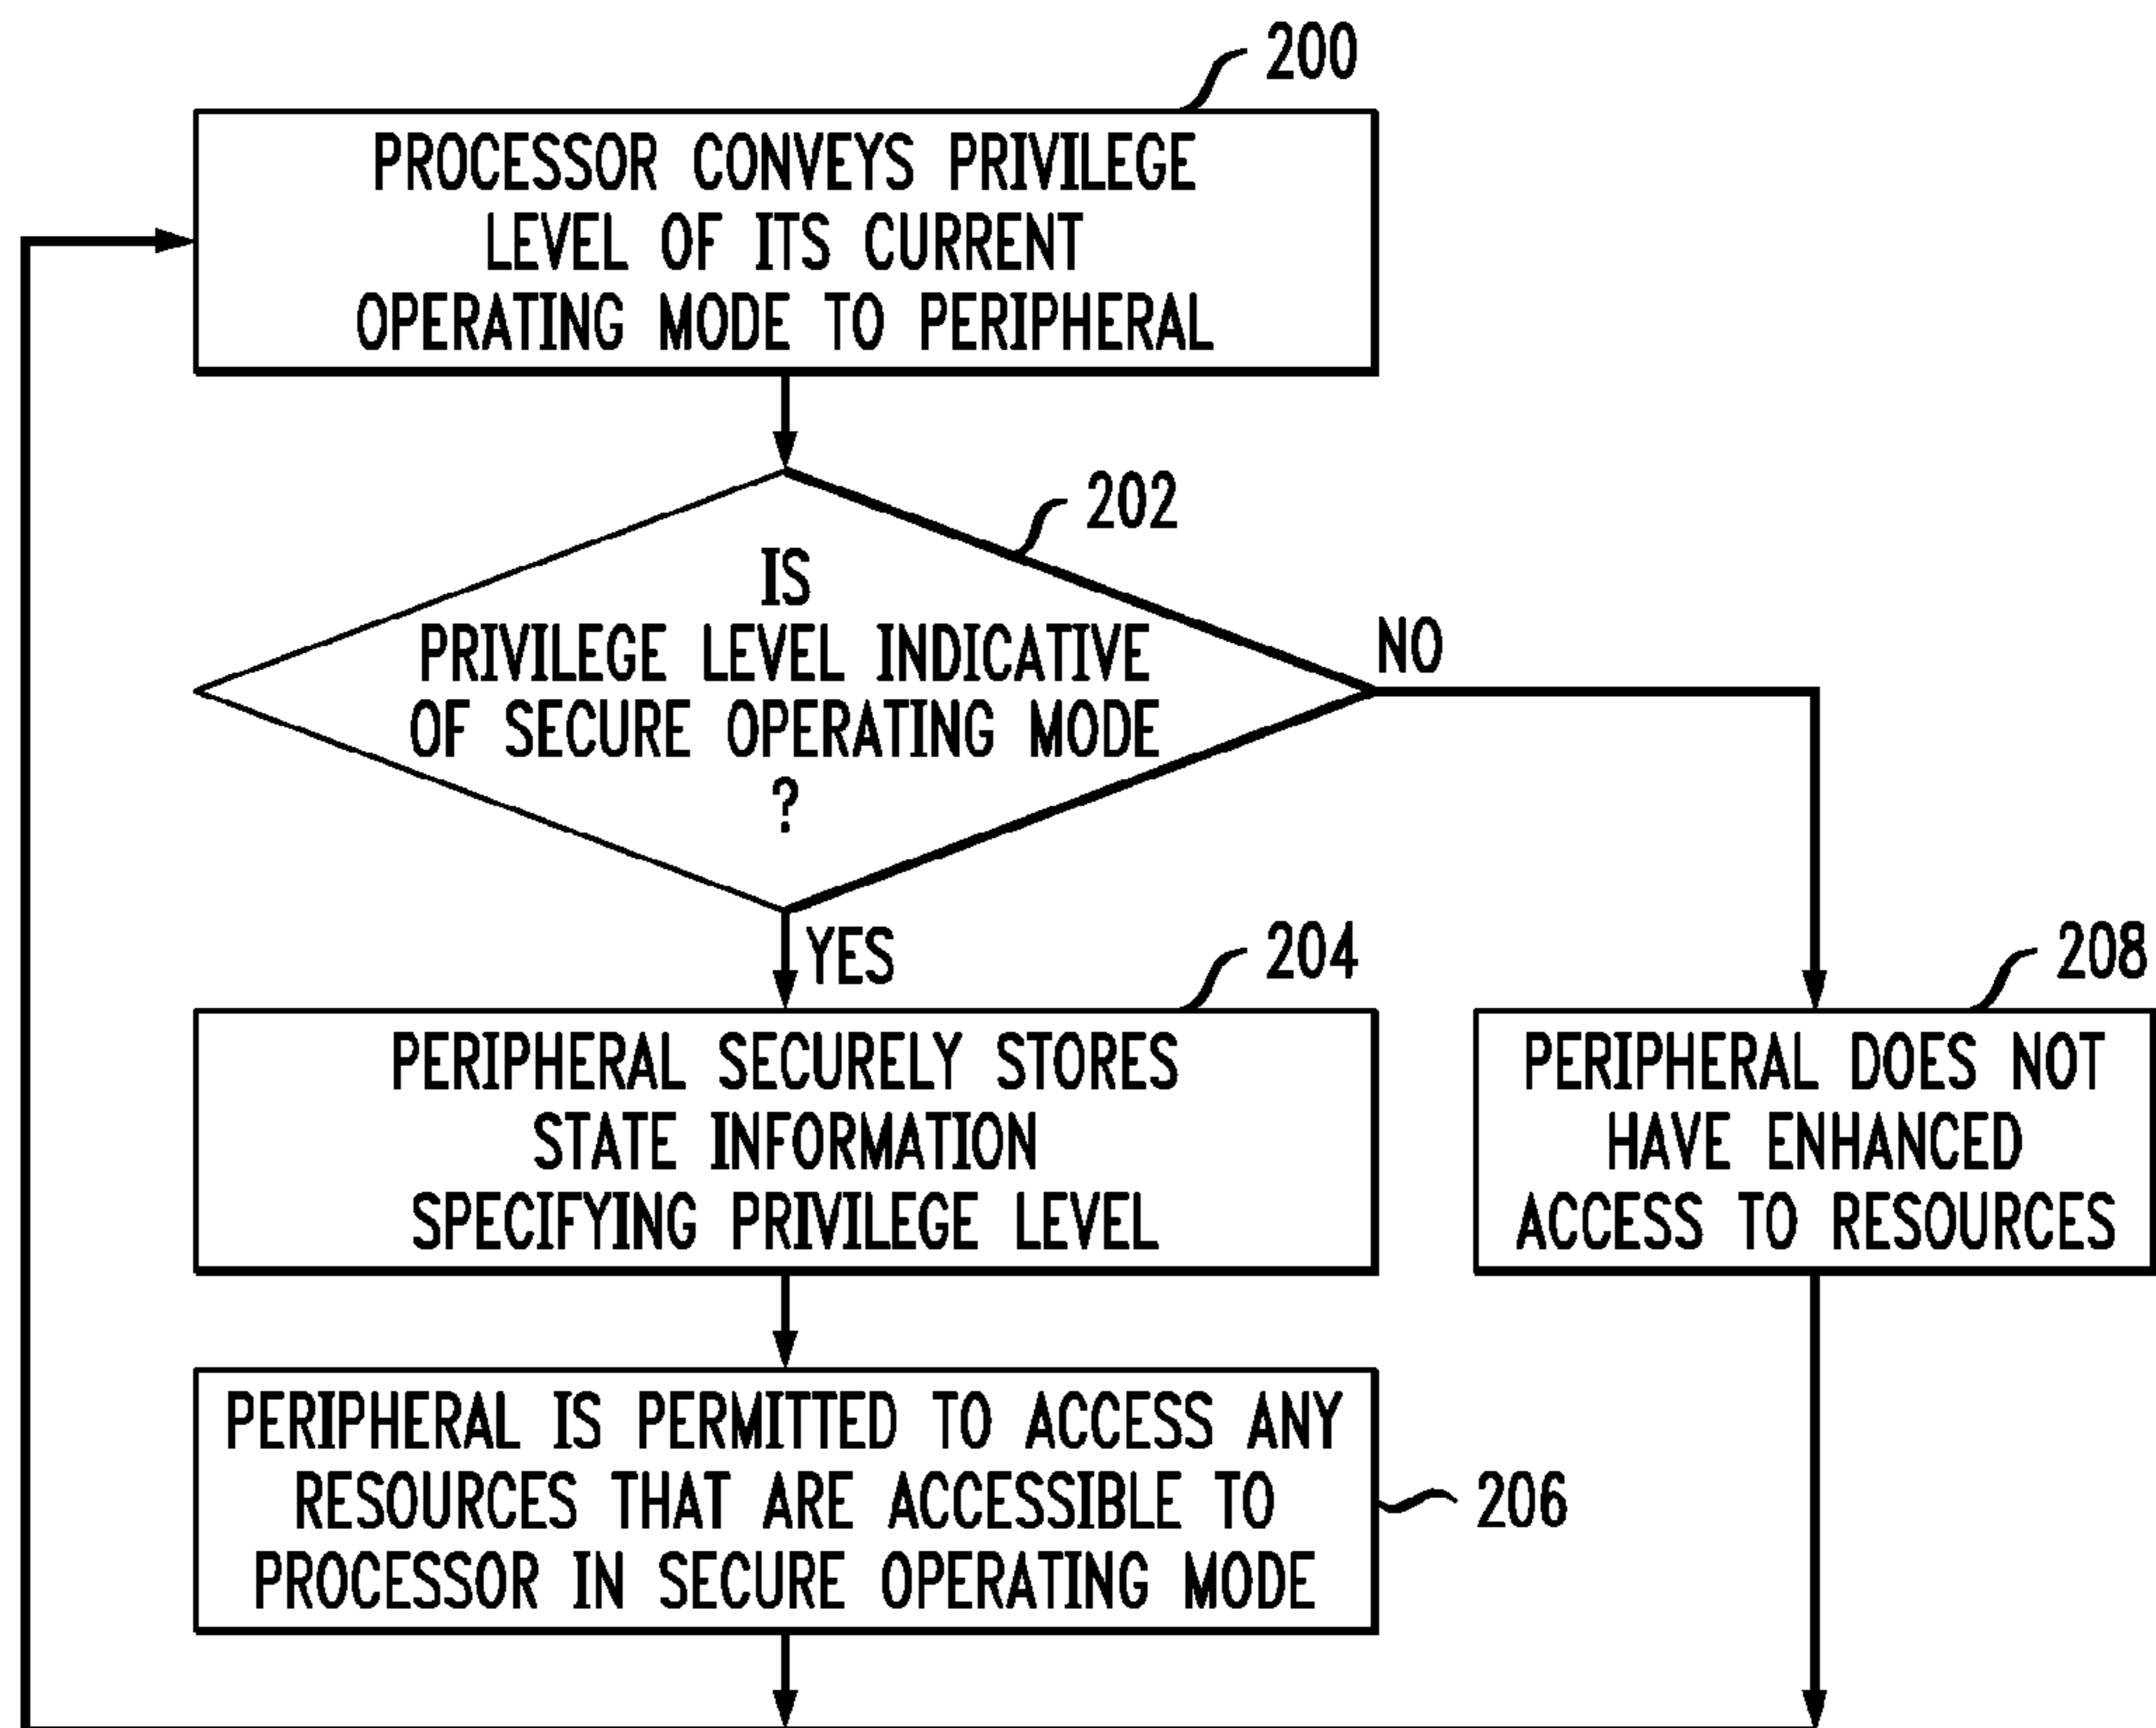 200
PROCESSOR CONVEYS PRIVILEGE
LEVEL OF ITS CURRENT
OPERATING MODE TO PERIPHERAL
202
IS
PRIVILEGE LEVEL INDICATIVE
OF SECURE OPERATING MODE
?
NO
YES
204
PERIPHERAL SECURELY STORES
STATE INFORMATION
SPECIFYING PRIVILEGE LEVEL
208
PERIPHERAL DOES NOT
HAVE ENHANCED
ACCESS TO RESOURCES
PERIPHERAL IS PERMITTED TO ACCESS ANY
RESOURCES THAT ARE ACCESSIBLE TO
PROCESSOR IN SECURE OPERATING MODE
206